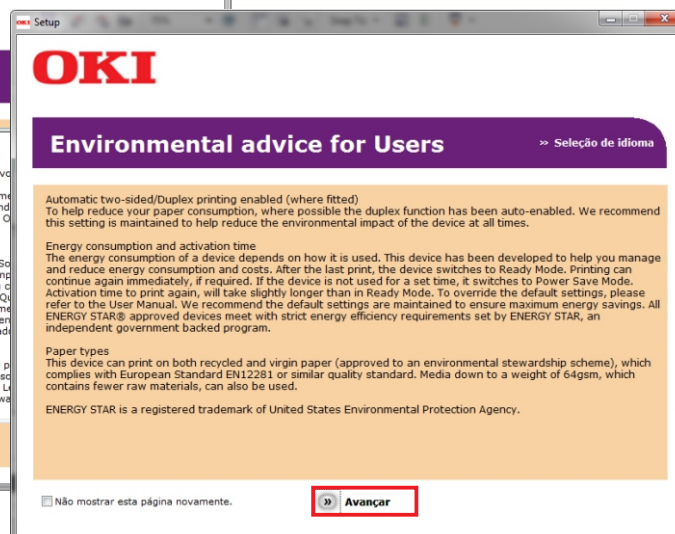 Setup
OKI
Environmental advice for Users
» Seleção de idioma
Automatic two-sided/Duplex printing enabled (where fitted)
To help reduce your paper consumption, where possible the duplex function has been auto-enabled. We recommend
this setting is maintained to help reduce the environmental impact of the device at all times.
Energy consumption and activation time
The energy consumption of a device depends on how it is used. This device has been developed to help you manage
and reduce energy consumption and costs. After the last print, the device switches to Ready Mode. Printing can
continue again immediately, if required. If the device is not used for a set time, it switches to Power Save Mode.
Activation time to print again, will take slightly longer than in Ready Mode. To override the default settings, please
refer to the User Manual. We recommend the default settings are maintained to ensure maximum energy savings. All
ENERGY STAR® approved devices meet with strict energy efficiency requirements set by ENERGY STAR, an
independent government backed program.
Paper types
This device can print on both recycled and virgin paper (approved to an environmental stewardship scheme), which
complies with European Standard EN12281 or similar quality standard. Media down to a weight of 64gsm, which
contains fewer raw materials, can also be used.
ENERGY STAR is a registered trademark of United States Environmental Protection Agency.
Não mostrar esta página novamente.
» Avançar